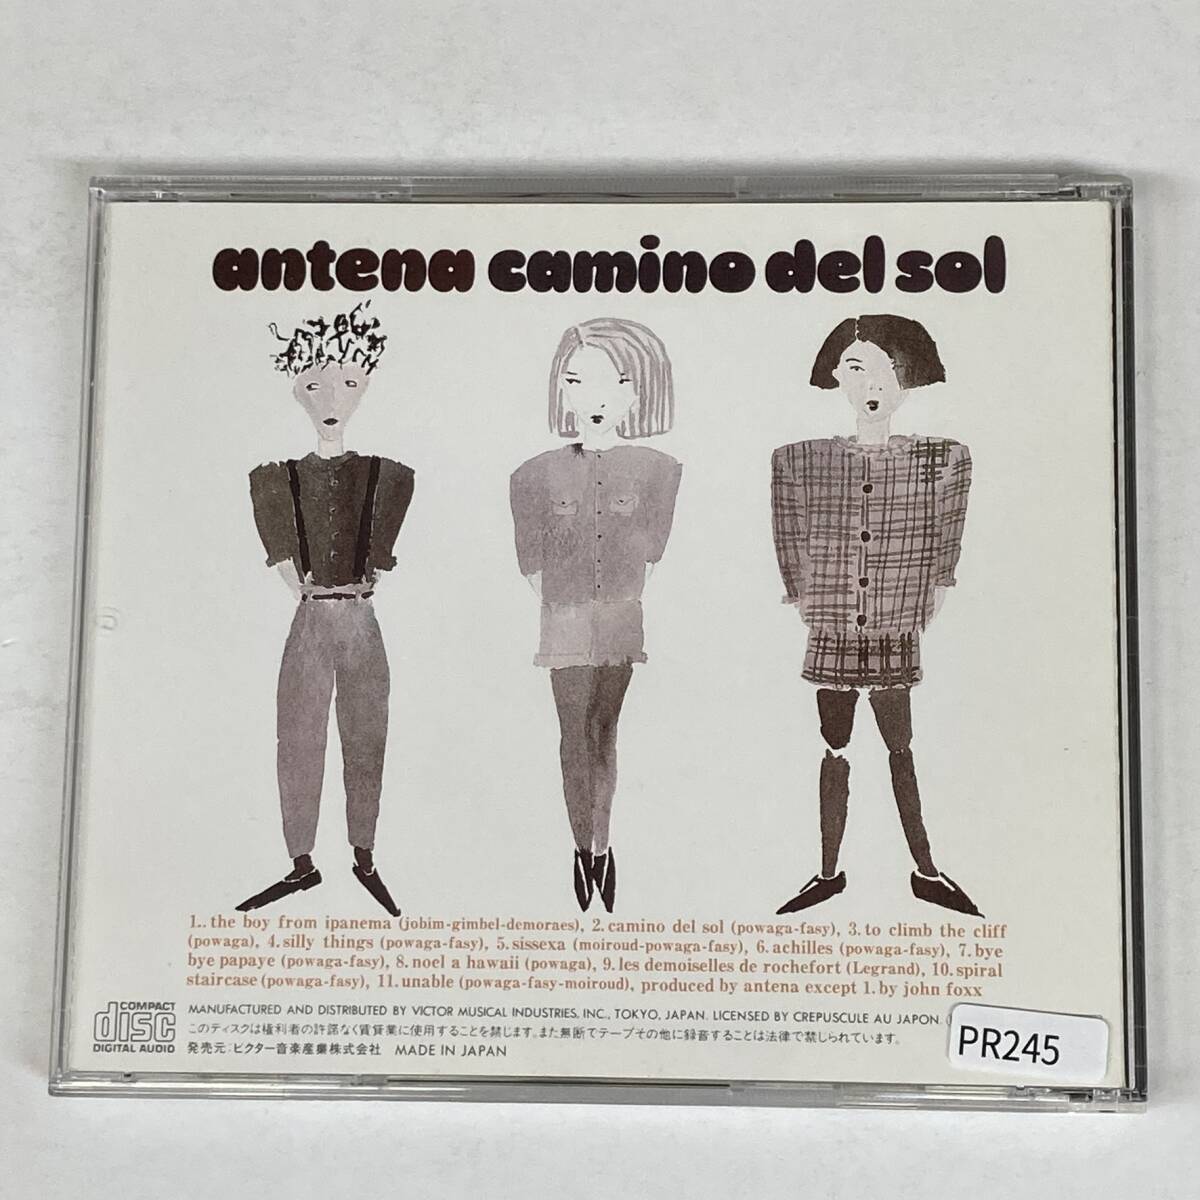 antena camino del sol
1.. the boy from ipanema (jobim-gimbel-demoraes), 2. camino del sol (powaga-fasy), 3. to climb the cliff
(powaga), 4. silly things (powaga-fasy), 5. sissexa (moiroud-powaga-fasy), 6. achilles (powaga-fasy), 7. bye
bye papaye (powaga-fasy), 8. noel a hawaii (powaga), 9. les demoiselles de rochefort (Legrand), 10. spiral
staircase (powaga-fasy), 11. unable (powaga-fasy-moiroud), produced by antena except 1. by john foxx
COMPACT
disc
DIGITAL AUDIO
MANUFACTURED AND DISTRIBUTED BY VICTOR MUSICAL INDUSTRIES, INC., TOKYO, JAPAN. LICENSED BY CREPUSCULE AU JAPON.
このディスクは権利者の許諾なく賃貸業に使用することを禁じます。また無断でテープその他に録音することは法律で禁じられています。
発売元:ビクター音楽産業株式会社 MADE IN JAPAN
PR245